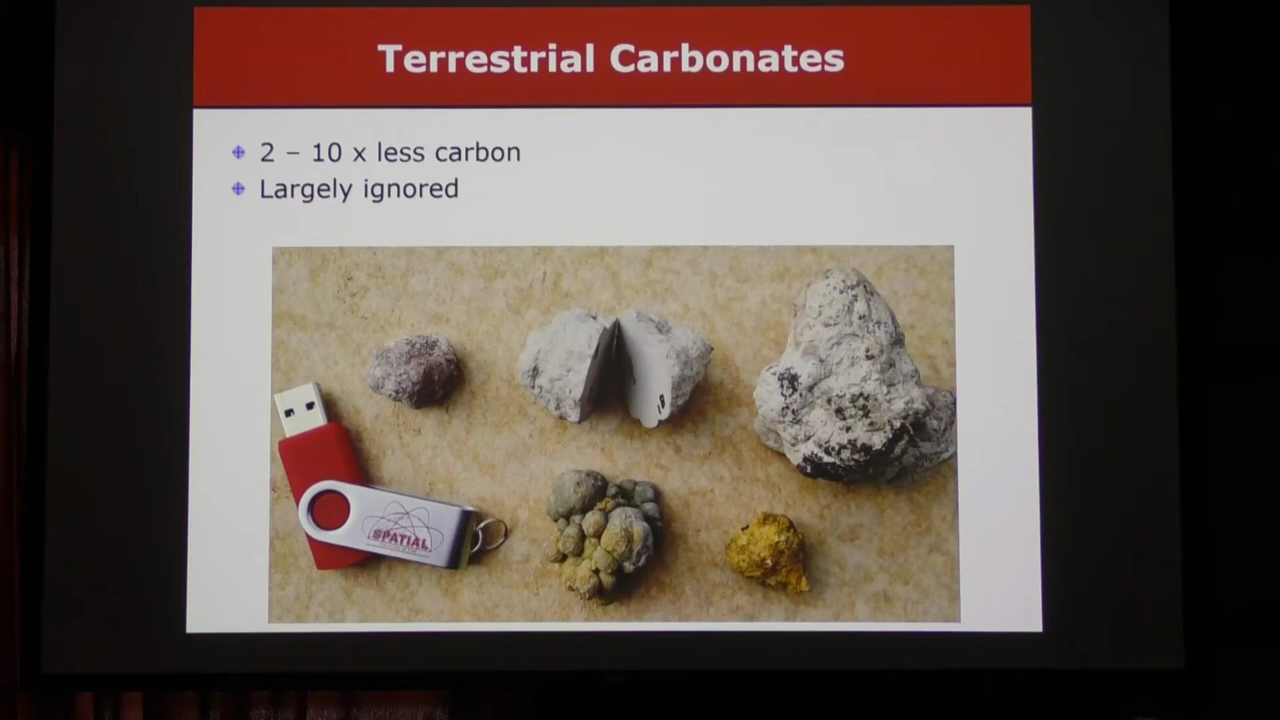 Terrestrial Carbonates
2 – 10 x less carbon
Largely ignored
SPATIAL